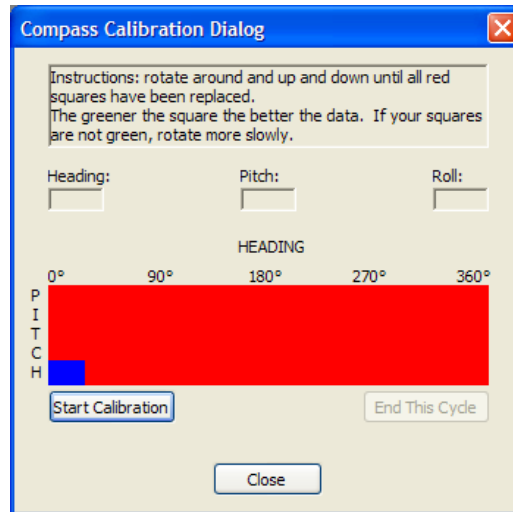 Compass Calibration Dialog
Instructions: rotate around and up and down until all red
squares have been replaced.
The greener the square the better the data.  If your squares
are not green, rotate more slowly.
Heading: Pitch: Roll:
HEADING
0° 90° 180° 270° 360°
P
I
T
C
H
Start Calibration End This Cycle
Close